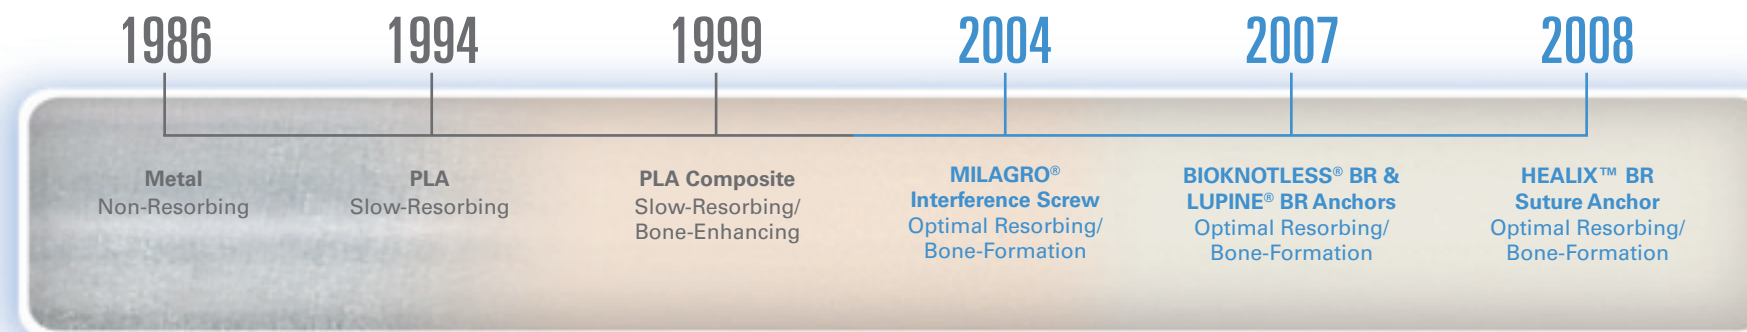 1986
1994
1999
2004
2007
2008
Metal
Non-Resorbing
PLA
Slow-Resorbing
PLA Composite
Slow-Resorbing/
Bone-Enhancing
MILAGRO®
Interference Screw
Optimal Resorbing/
Bone-Formation
BIOKNOTLESS® BR &
LUPINE® BR Anchors
Optimal Resorbing/
Bone-Formation
HEALIX™ BR
Suture Anchor
Optimal Resorbing/
Bone-Formation